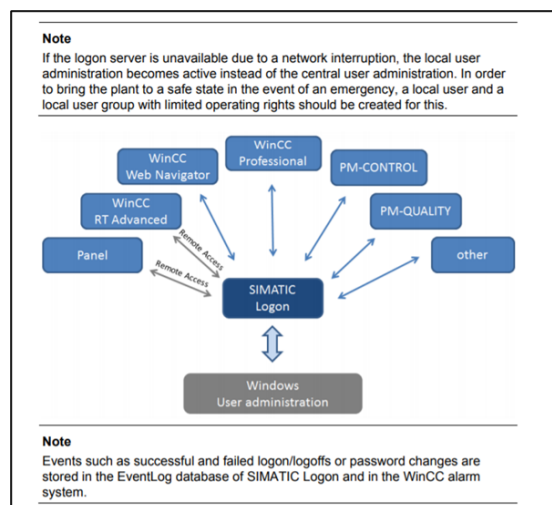 Note
If the logon server is unavailable due to a network interruption, the local user
administration becomes active instead of the central user administration. In order
to bring the plant to a safe state in the event of an emergency, a local user and a
local user group with limited operating rights should be created for this.
WinCC
Professional
WinCC
Web Navigator
PM-CONTROL
WinCC
RT Advanced
PM-QUALITY
Panel
other
Remote Access
Remote Access
SIMATIC
Logon
Windows
User administration
Note
Events such as successful and failed logon/logoffs or password changes are
stored in the EventLog database of SIMATIC Logon and in the WinCC alarm
system.